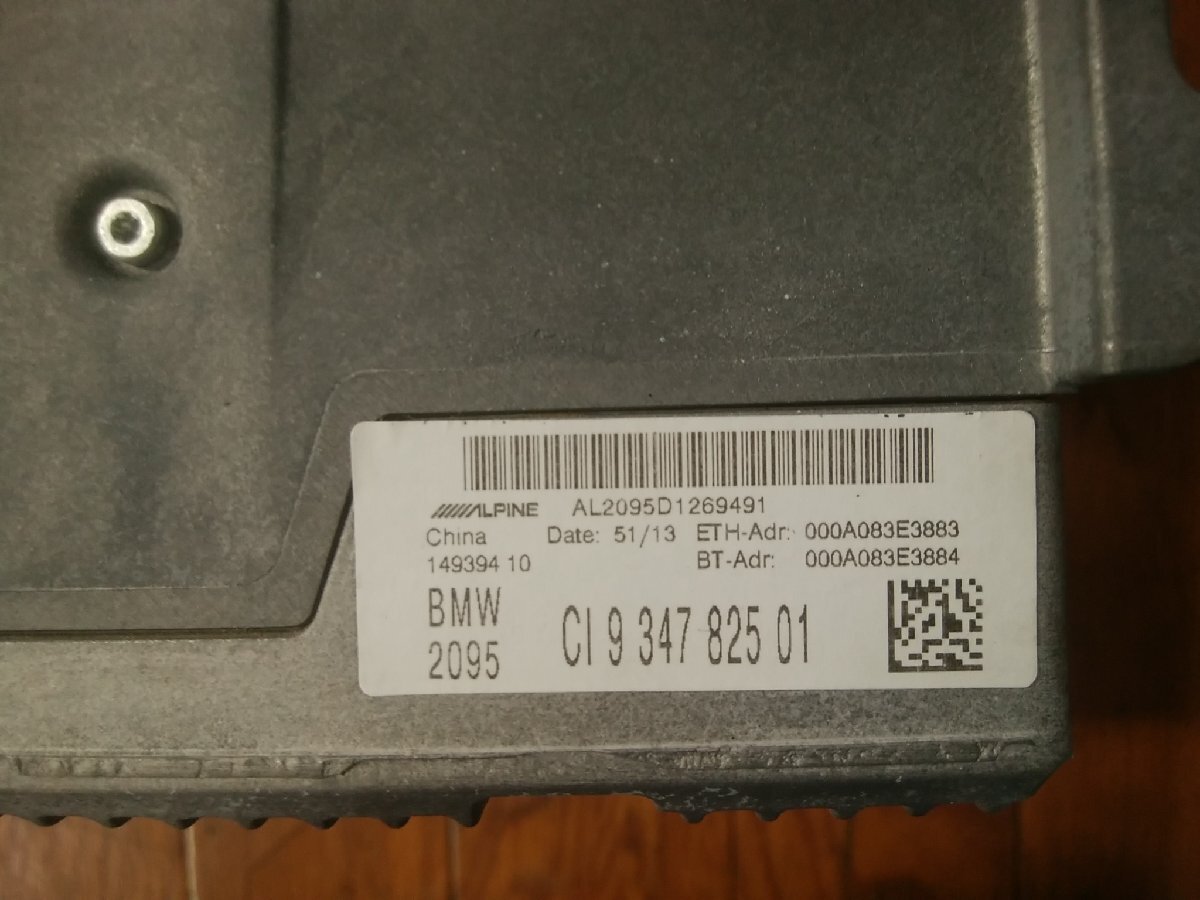 ALPINE AL2095D1269491
China Date: 51/13 ETH-Adr: 000A083E3883
149394 10 BT-Adr: 000A083E3884
BMW
2095 CI 9 347 825 01